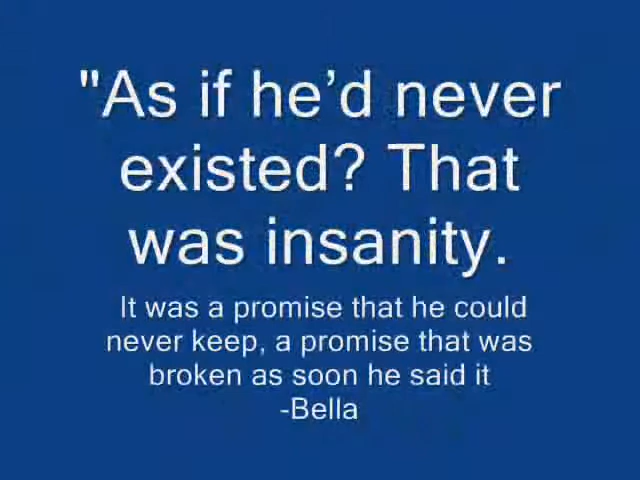 "As if he’d never
existed? That
was insanity.
It was a promise that he could
never keep, a promise that was
broken as soon he said it
-Bella